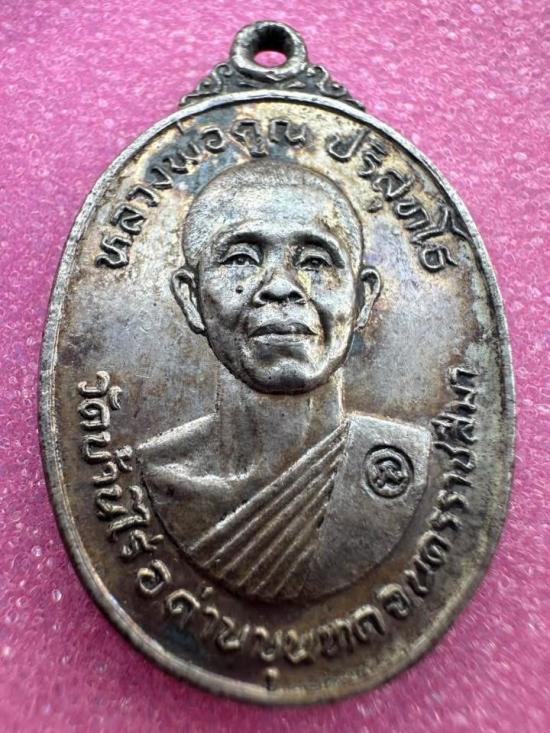 หลวงพ่อคูณ ปริสุทโธ
วัดบ้านไร่ อ ด่านขุนทด จ นครราชสีมา